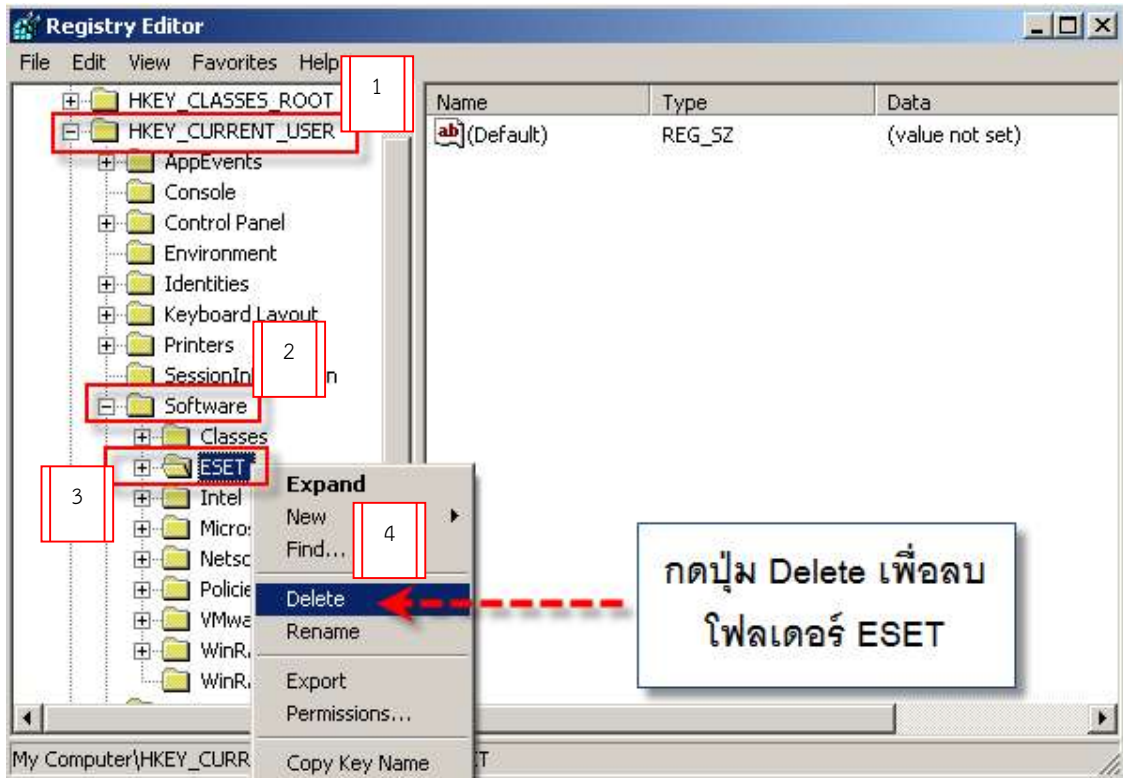 Registry Editor
File Edit View Favorites Help
1
HKEY_CLASSES_ROOT
HKEY_CURRENT_USER
AppEvents
Console
Control Panel
Environment
Identities
Keyboard Layout
Printers
2
Software
Classes
ESET
3
Intel
Name Type Data
(Default) REG_SZ (value not set)
Expand
New
4
Find...
Delete
Rename
Export
Permissions...
Copy Key Name
กดปุ่ม Delete เพื่อลบ
โฟลเดอร์ ESET
My Computer\HKEY_CURR